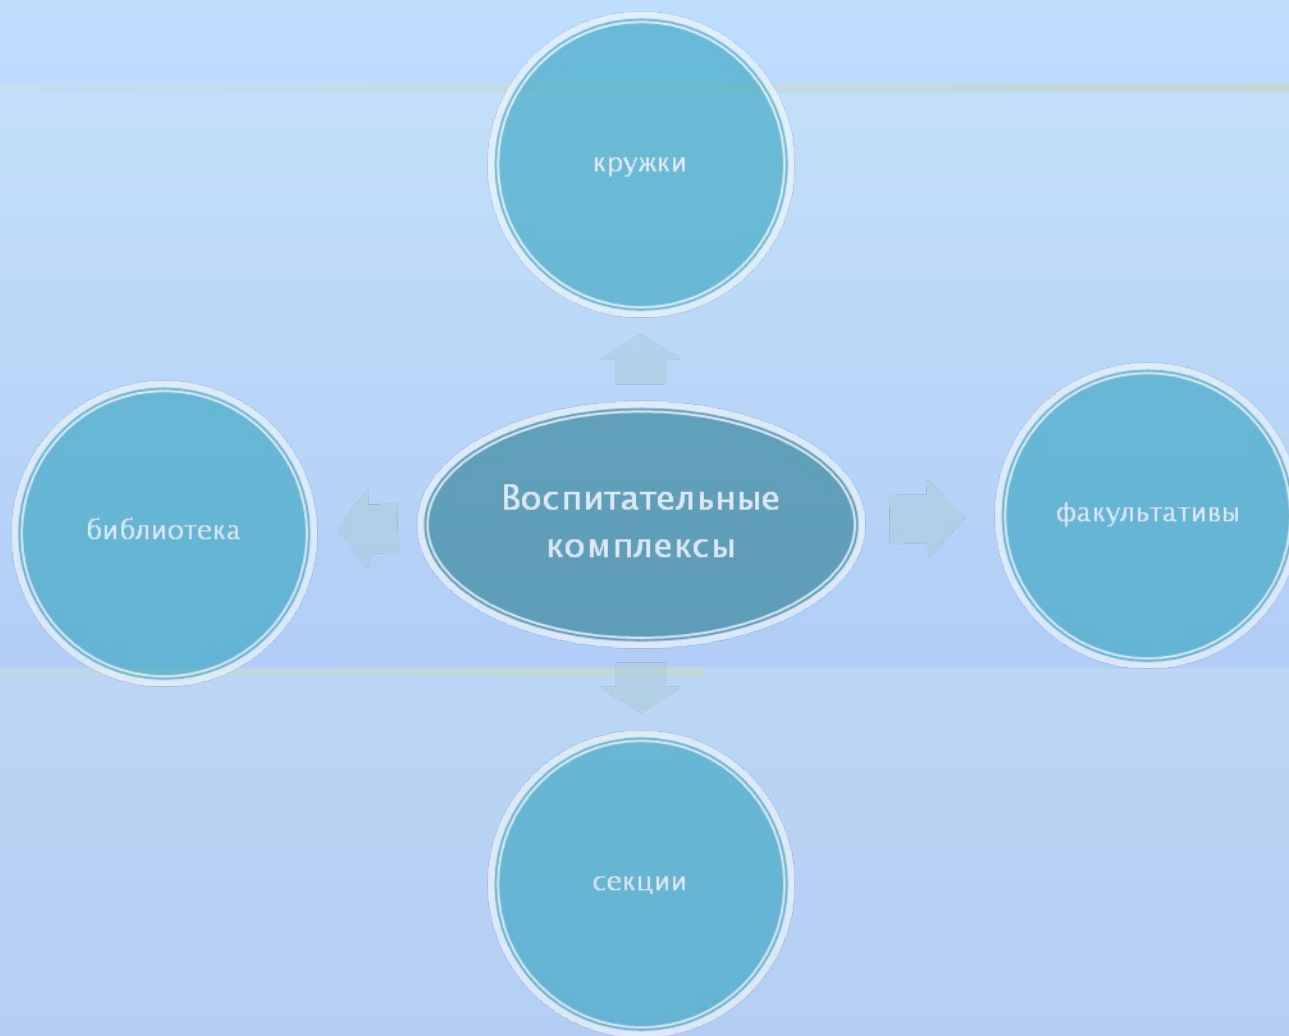 кружки
Воспитательные
комплексы
библиотека
факультативы
секции